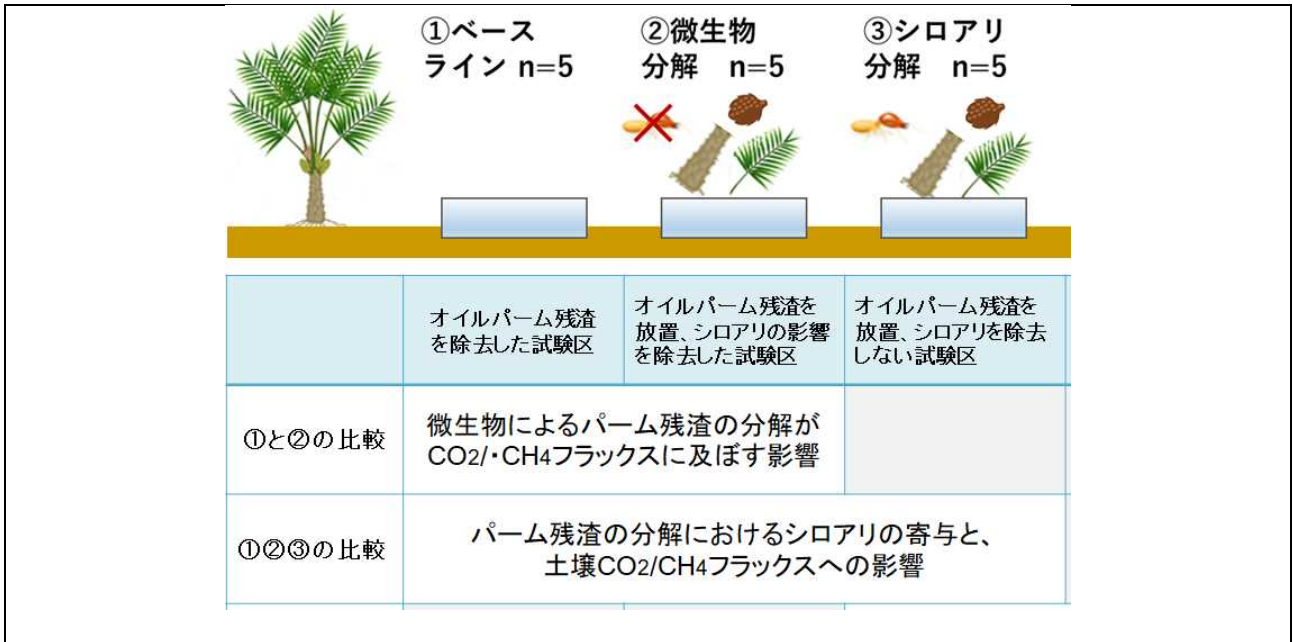 ①ベース
ライン n=5
②微生物
分解　n=5
③シロアリ
分解　n=5
オイルパーム残渣
を除去した試験区
オイルパーム残渣を
放置、シロアリの影響
を除去した試験区
オイルパーム残渣を
放置、シロアリを除去
しない試験区
①と②の比較
微生物によるパーム残渣の分解が
CO2/・CH4フラックスに及ぼす影響
①②③の比較
パーム残渣の分解におけるシロアリの寄与と、
土壌CO2/CH4フラックスへの影響